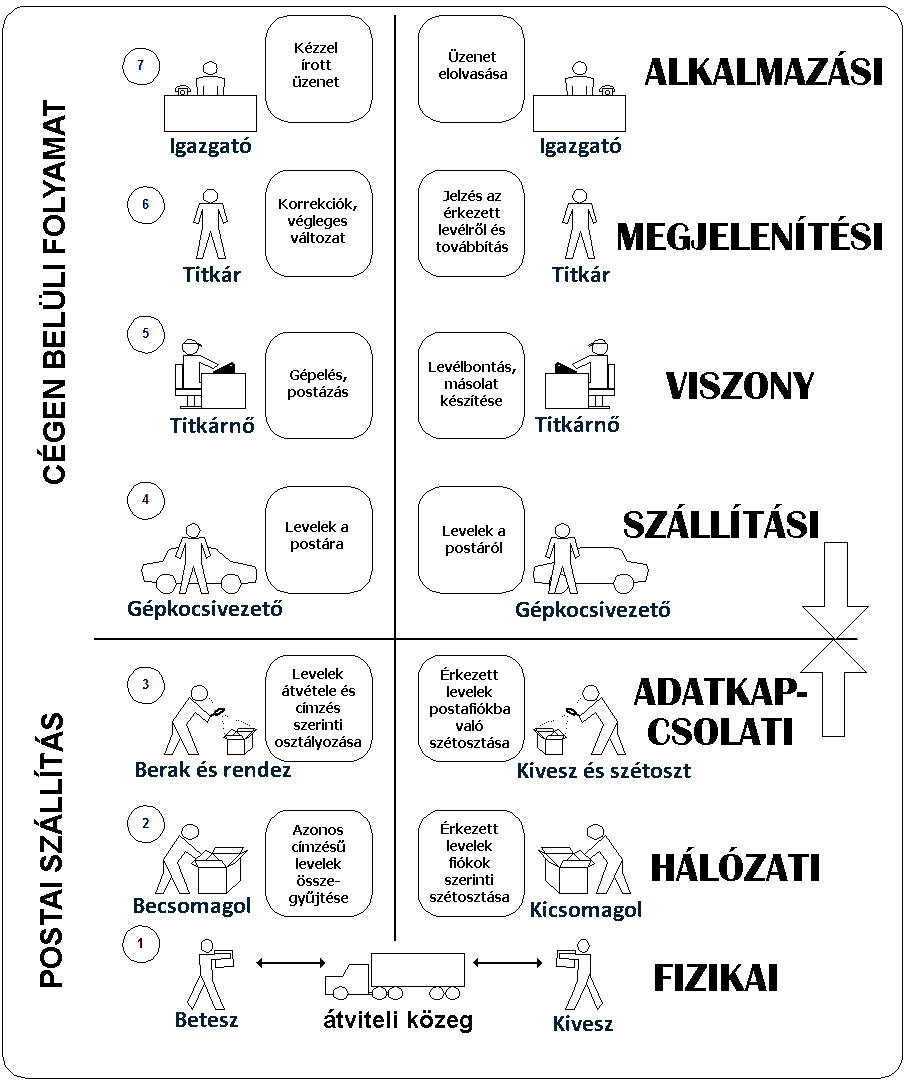 CÉGEN BELÜLI FOLYAMAT
7
Kézzel
írott
üzenet
Igazgató
Üzenet
elolvasása
Igazgató
ALKALMAZÁSI
6
Korrekciók,
végleges
változat
Titkár
Jelzés az
érkezett
levélről és
továbbítás
Titkár
MEGJELENÍTÉSI
5
Gépelés,
postázás
Titkárnő
Levélbontás,
másolat
készítése
Titkárnő
VISZONY
4
Levelek a
postára
Gépkocsivezető
Levelek a
postáról
Gépkocsivezető
SZÁLLÍTÁSI
POSTAI SZÁLLÍTÁS
3
Levelek
átvétele és
címzés
szerinti
osztályozása
Berak és rendez
Érkezett
levelek
postafiókba
való
szétosztása
Kivesz és szétoszt
ADATKAP-
CSOLATI
2
Azonos
címzésű
levelek
össze-
gyűjtése
Becsomagol
Érkezett
levelek
fiókok
szerinti
szétosztása
Kicsomagol
HÁLÓZATI
1
Betesz
átviteli közeg
Kivesz
FIZIKAI